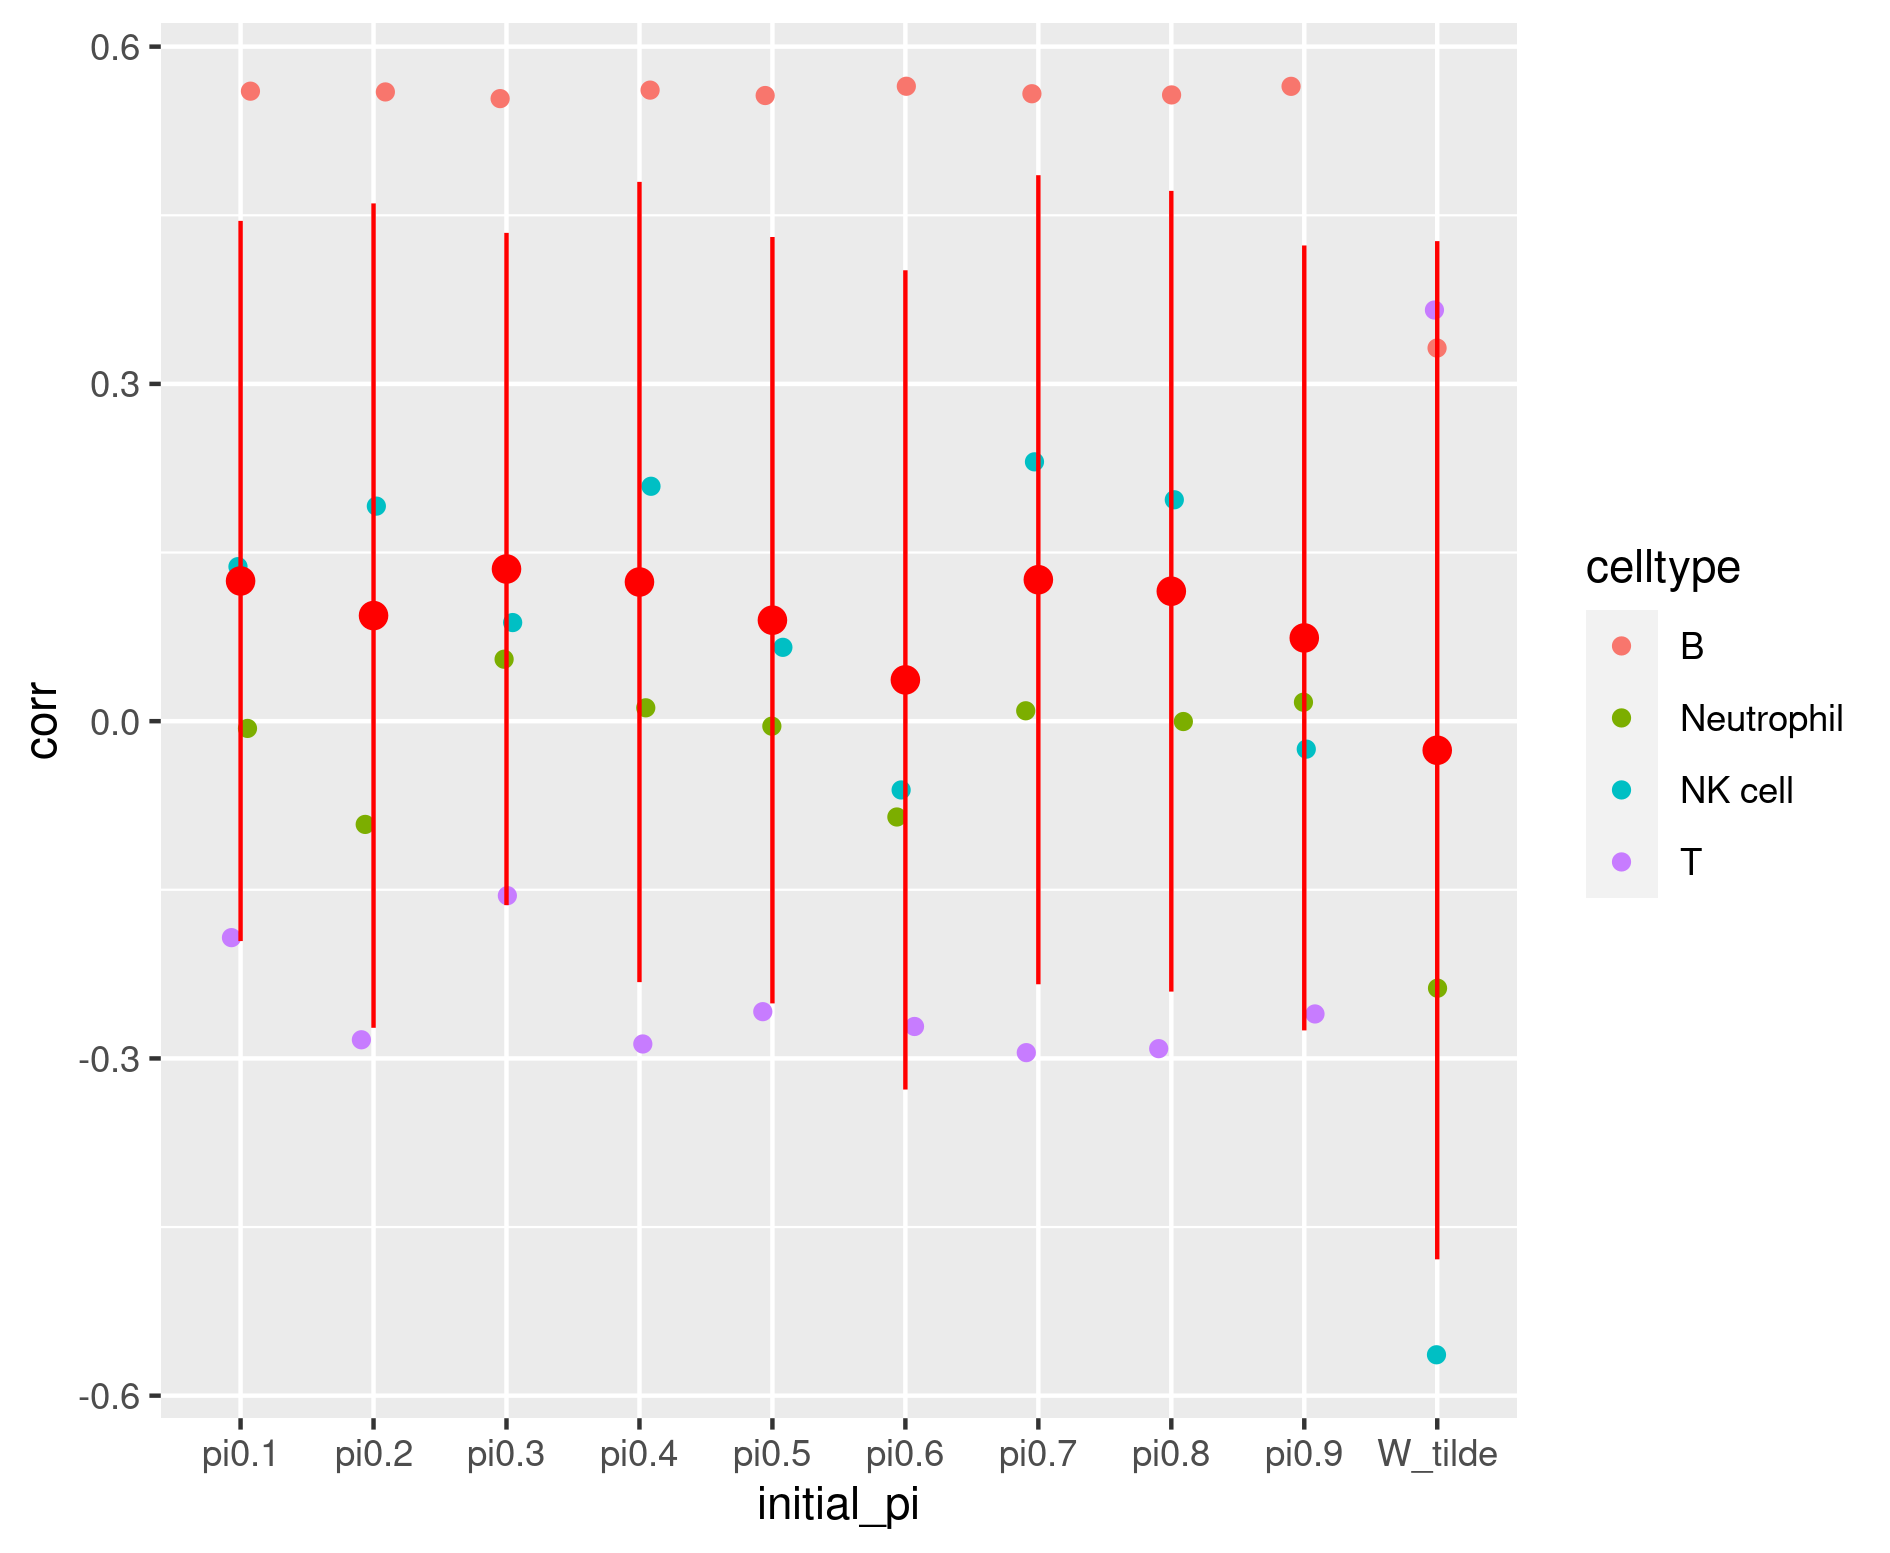 0.6
0.3
0.0
-0.3
-0.6
corr
pi0.1 pi0.2 pi0.3 pi0.4 pi0.5 pi0.6 pi0.7 pi0.8 pi0.9 W_tilde
initial_pi
celltype
B
Neutrophil
NK cell
T